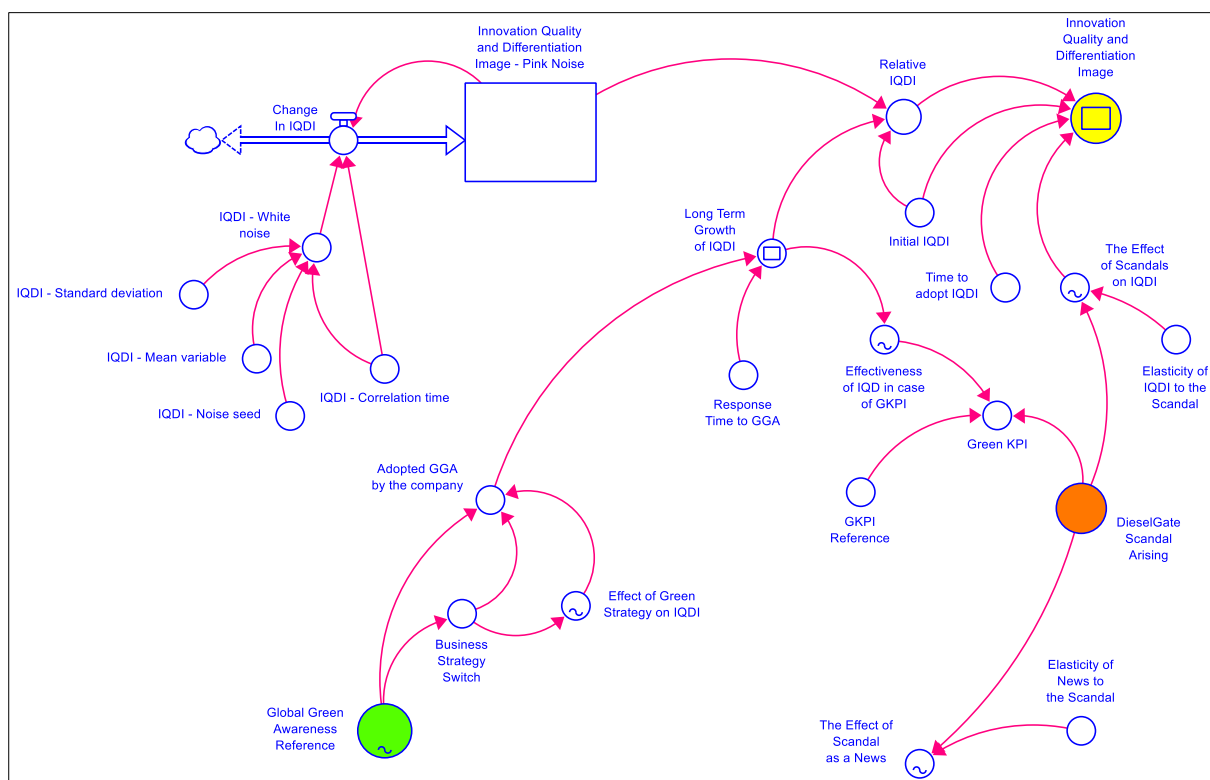 Innovation Quality
and Differentiation
Image - Pink Noise
Innovation
Quality and
Differentiation
Image
Relative
IQDI
Change
In IQDI
IQDI - White
noise
Long Term
Growth
of IQDI
Initial IQDI
The Effect
of Scandals
on IQDI
IQDI - Standard deviation
Time to
adopt IQDI
IQDI - Mean variable
Elasticity of
IQDI to the
Scandal
IQDI - Noise seed
IQDI - Correlation time
Response
Time to GGA
Effectiveness
of IQD in case
of GKPI
Green KPI
Adopted GGA
by the company
GKPI
Reference
DieselGate
Scandal
Arising
Effect of Green
Strategy on IQDI
Business
Strategy
Switch
Elasticity of
News to
the Scandal
Global Green
Awareness
Reference
The Effect of
Scandal
as a News